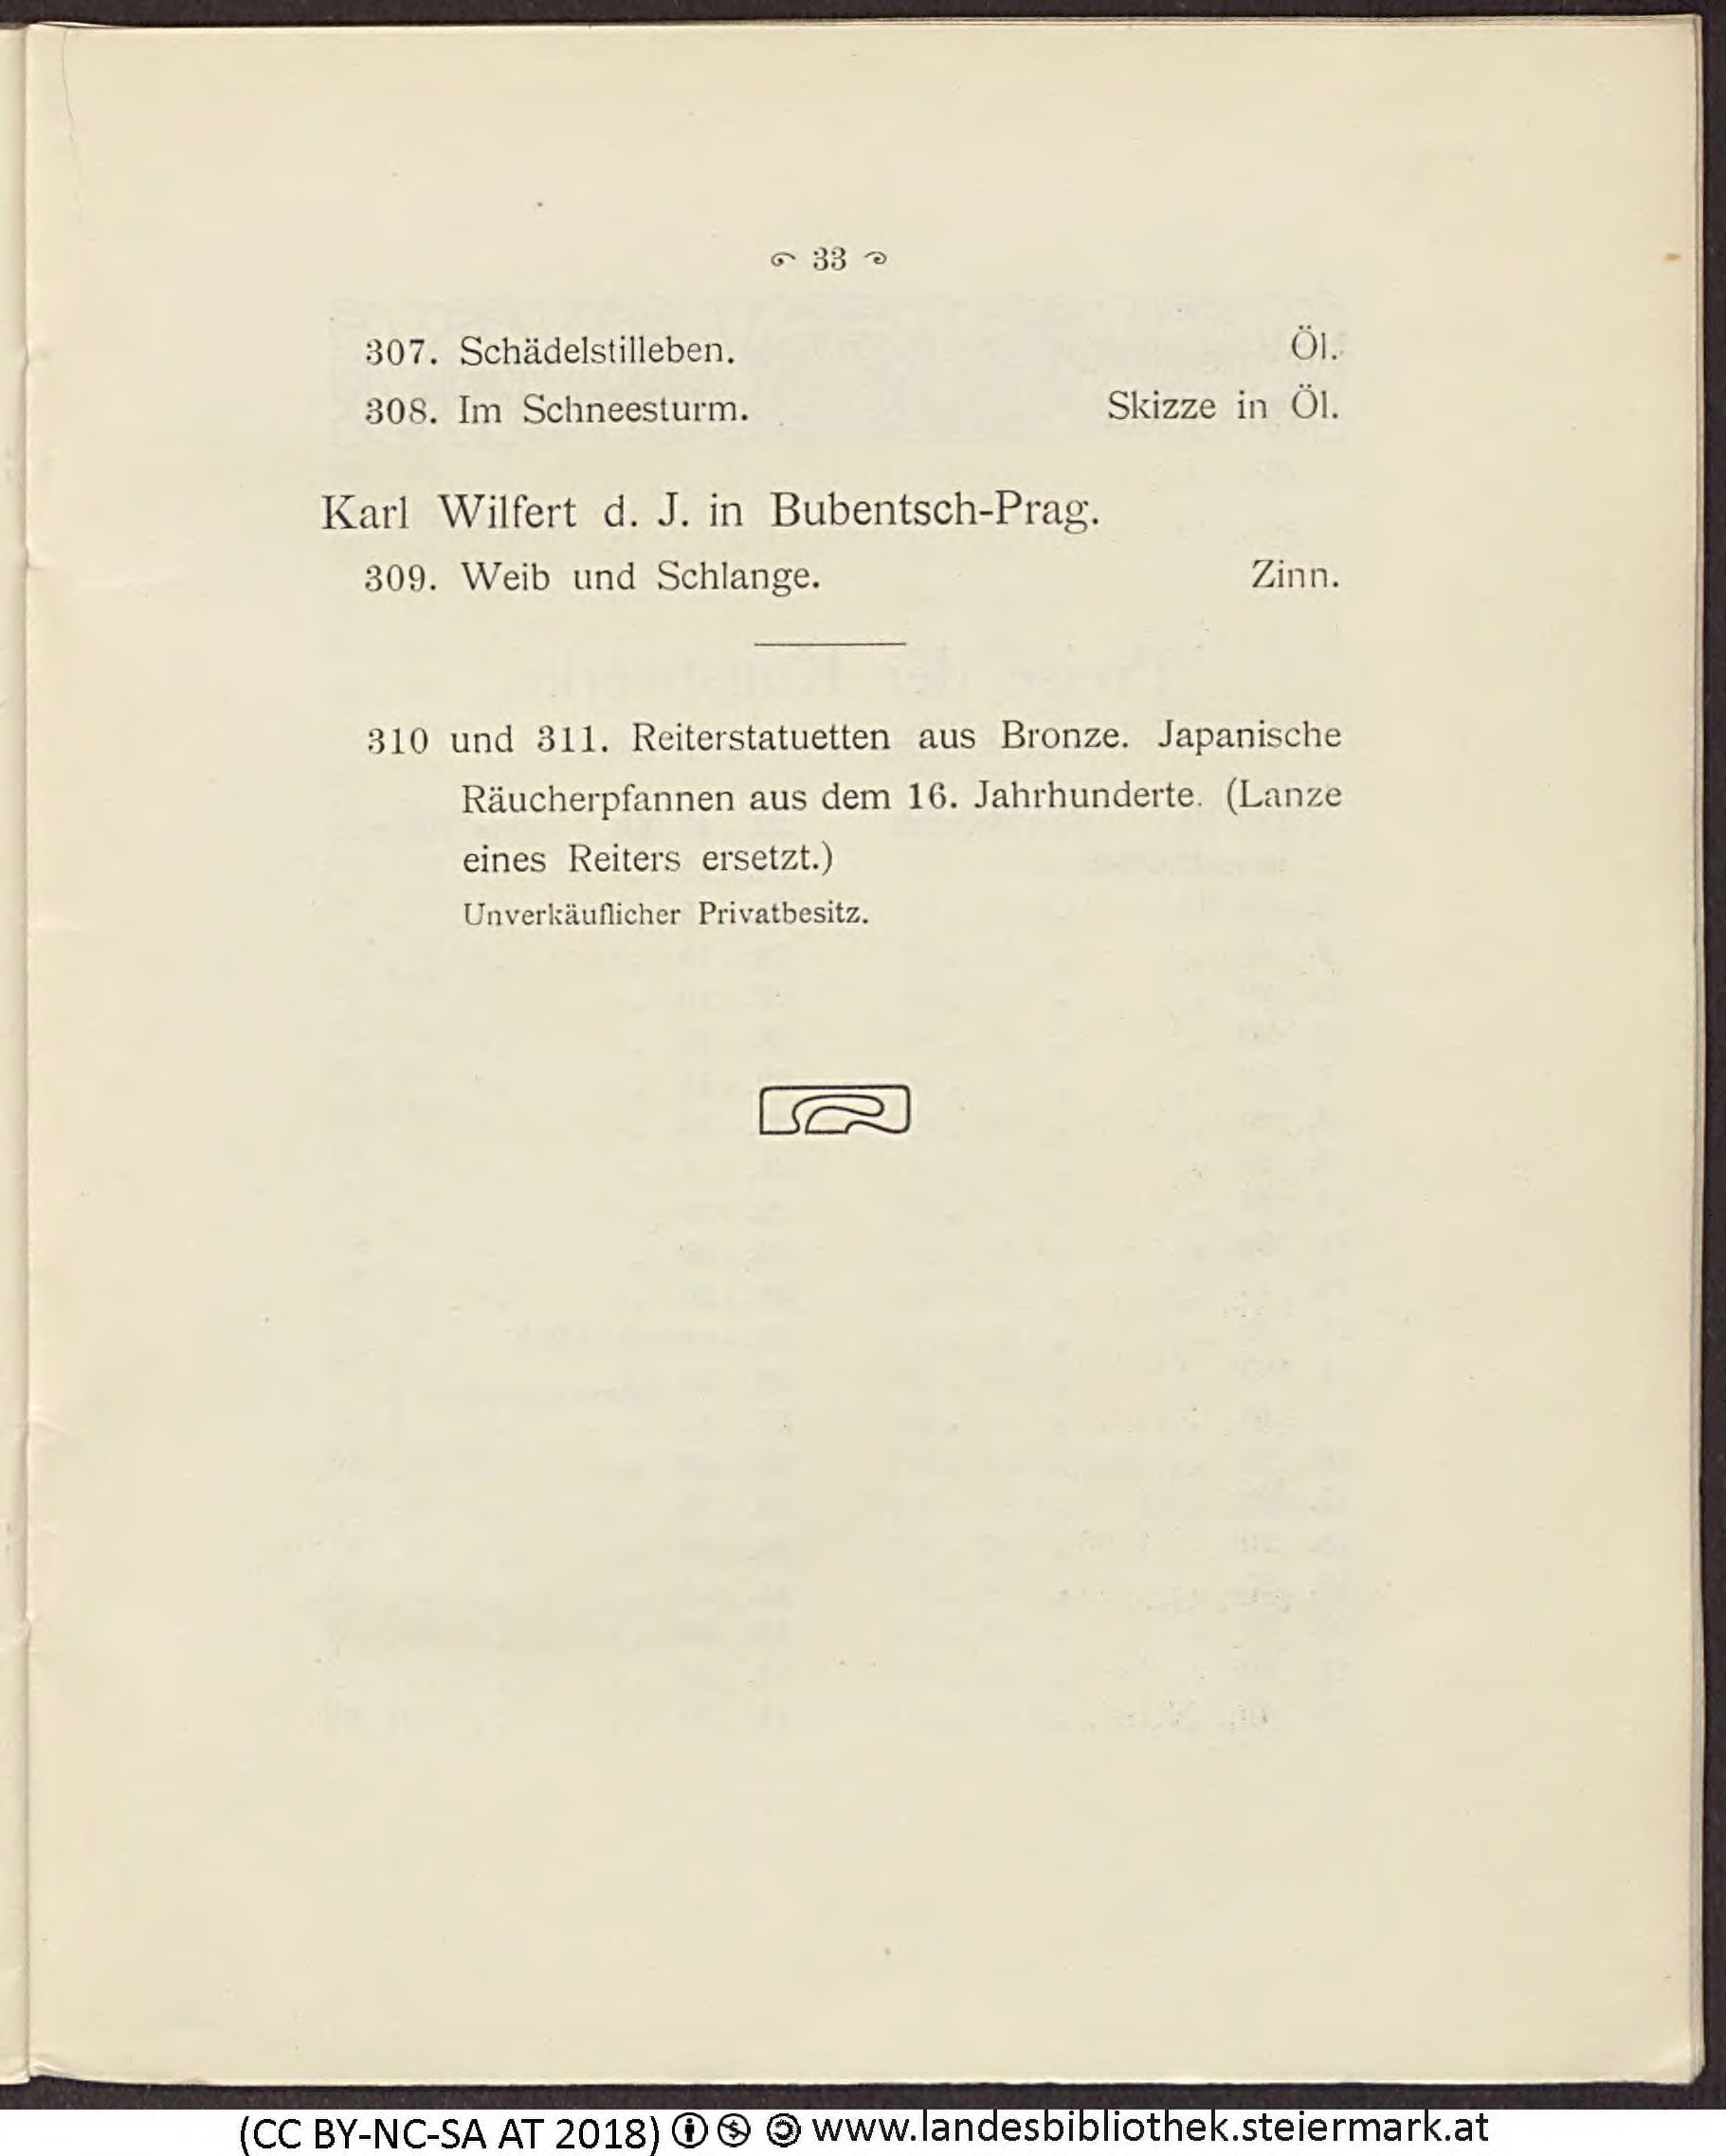 33
307. Schädelstilleben. Öl.
308. Im Schneesturm. Skizze in Öl.
Karl Wilfert d. J. in Bubentsch-Prag.
309. Weib und Schlange. Zinn.
310 und 311. Reiterstatuetten aus Bronze. Japanische
Räucherpfannen aus dem 16. Jahrhunderte. (Lanze
eines Reiters ersetzt.)
Unverkäuflicher Privatbesitz.
(CC BY-NC-SA AT 2018) www.landesbibliothek.steiermark.at